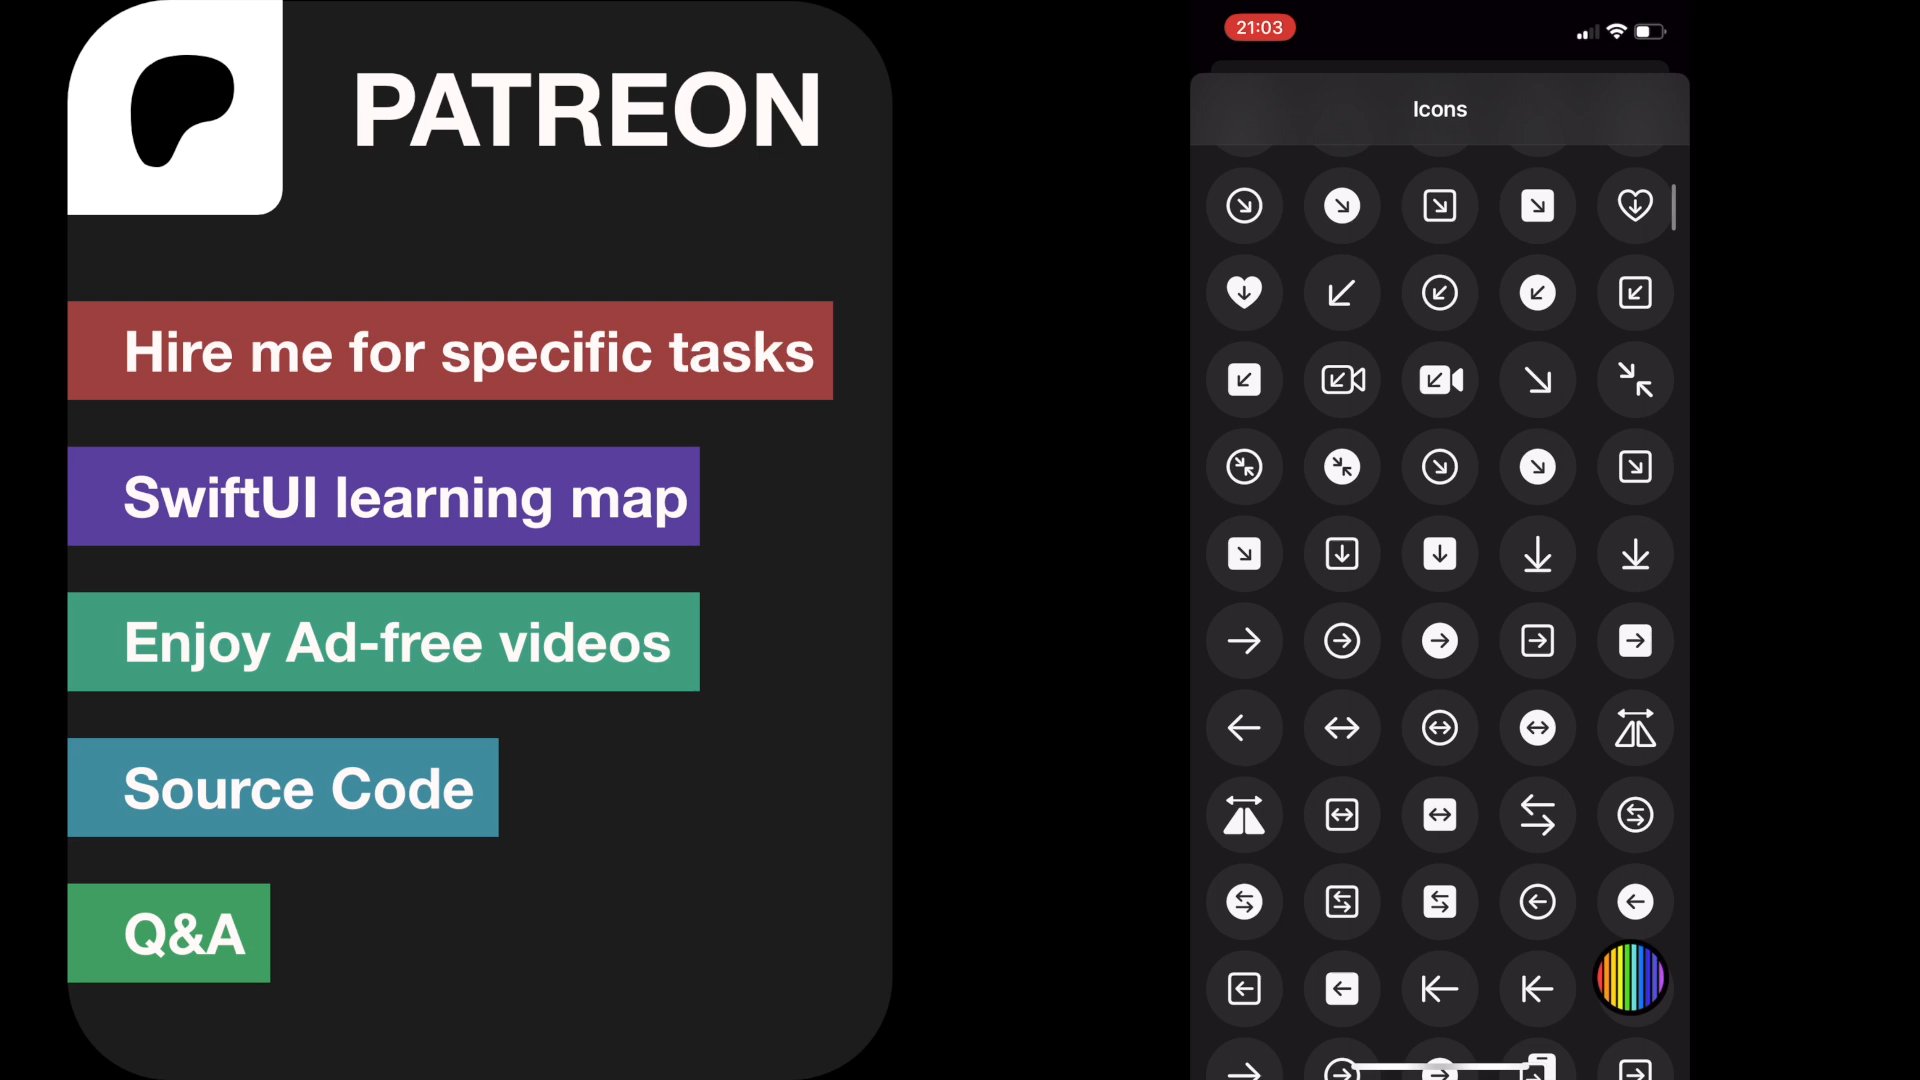 PATREON
Hire me for specific tasks
SwiftUI learning map
Enjoy Ad-free videos
Source Code
Q&A
21:03
Icons